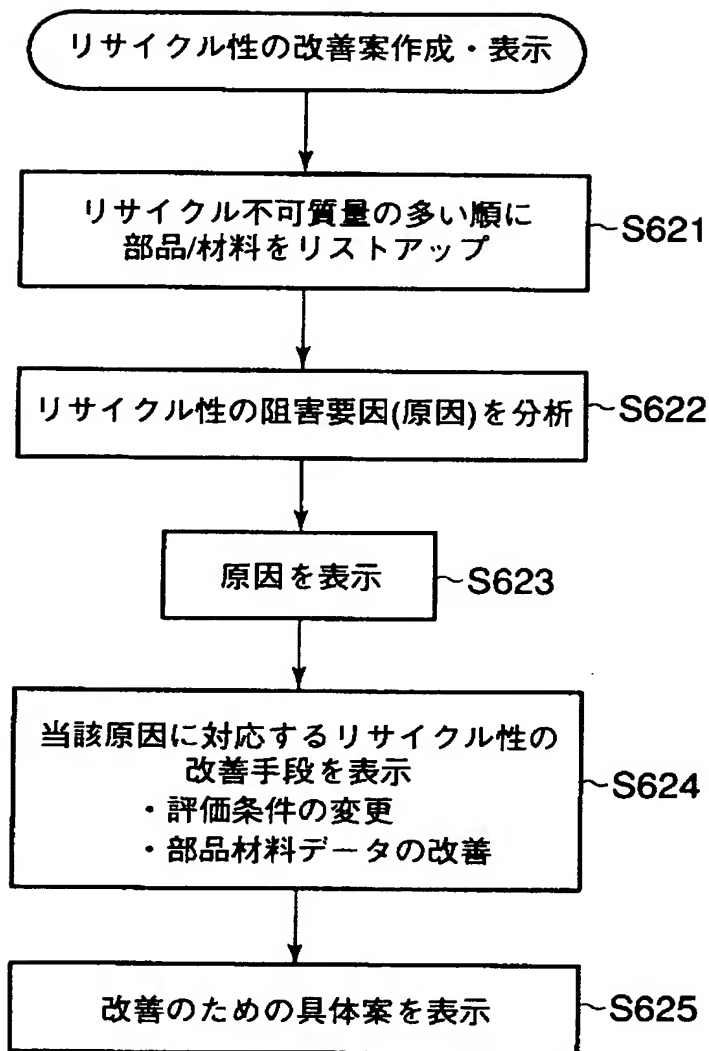 リサイクル性の改善案作成・表示
リサイクル不可質量の多い順に
部品/材料をリストアップ
S621
リサイクル性の阻害要因(原因)を分析
S622
原因を表示
S623
当該原因に対応するリサイクル性の
改善手段を表示
・評価条件の変更
・部品材料データの改善
S624
改善のための具体案を表示
S625